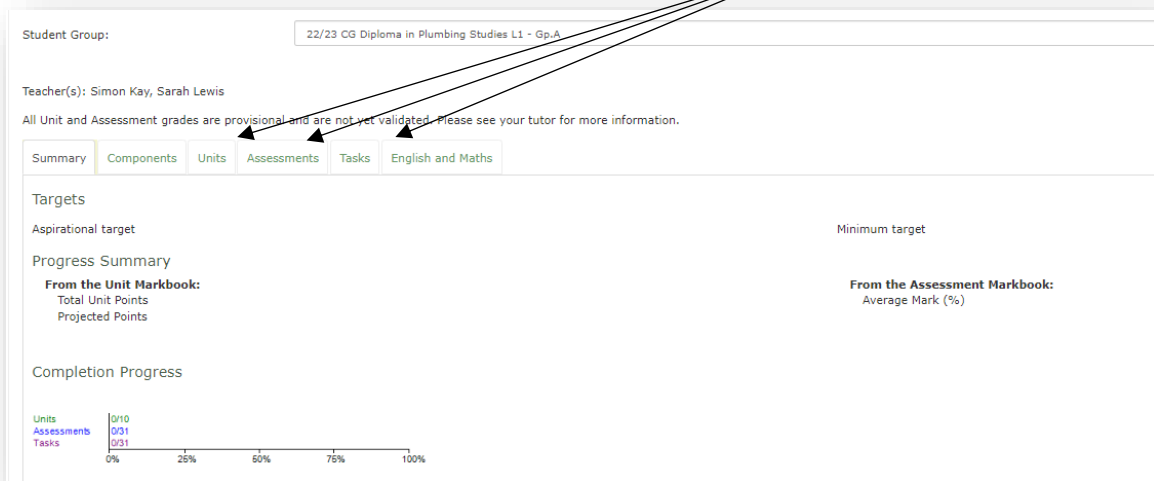 Student Group:
22/23 CG Diploma in Plumbing Studies L1 - Gp.A
Teacher(s): Simon Kay, Sarah Lewis
All Unit and Assessment grades are provisional and are not yet validated. Please see your tutor for more information.
Summary Components Units Assessments Tasks English and Maths
Targets
Aspirational target
Minimum target
Progress Summary
From the Unit Markbook:
Total Unit Points
Projected Points
From the Assessment Markbook:
Average Mark (%)
Completion Progress
Units 0/10
Assessments 0/31
Tasks 0/31
0% 25% 50% 75% 100%